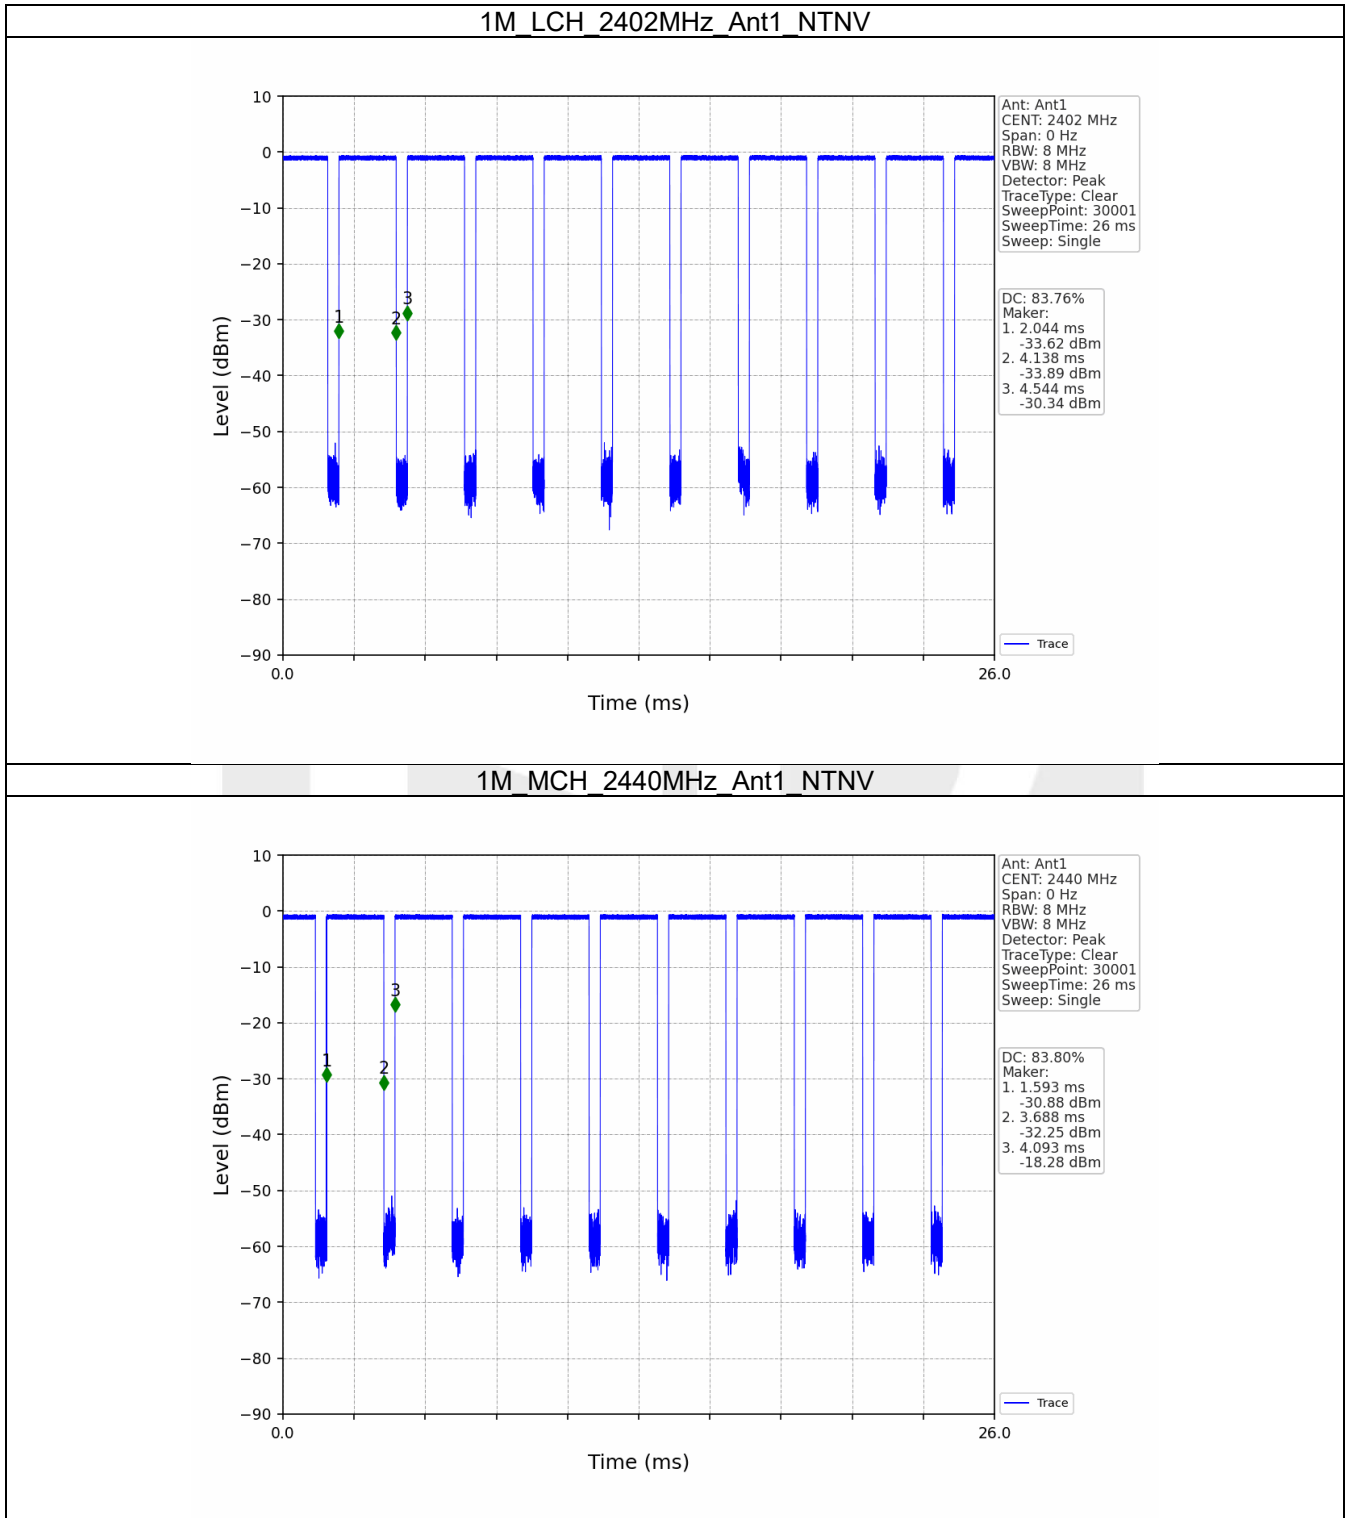 1M_LCH_2402MHz_Ant1_NTNV
10
0
−10
−20
−30
−40
−50
−60
−70
−80
−90
Level (dBm)
1
2
3
0.0
26.0
Time (ms)
Ant: Ant1
CENT: 2402 MHz
Span: 0 Hz
RBW: 8 MHz
VBW: 8 MHz
Detector: Peak
TraceType: Clear
SweepPoint: 30001
SweepTime: 26 ms
Sweep: Single
DC: 83.76%
Maker:
1. 2.044 ms
-33.62 dBm
2. 4.138 ms
-33.89 dBm
3. 4.544 ms
-30.34 dBm
Trace
1M_MCH_2440MHz_Ant1_NTNV
10
0
−10
−20
−30
−40
−50
−60
−70
−80
−90
Level (dBm)
1
2
3
0.0
26.0
Time (ms)
Ant: Ant1
CENT: 2440 MHz
Span: 0 Hz
RBW: 8 MHz
VBW: 8 MHz
Detector: Peak
TraceType: Clear
SweepPoint: 30001
SweepTime: 26 ms
Sweep: Single
DC: 83.80%
Maker:
1. 1.593 ms
-30.88 dBm
2. 3.688 ms
-32.25 dBm
3. 4.093 ms
-18.28 dBm
Trace